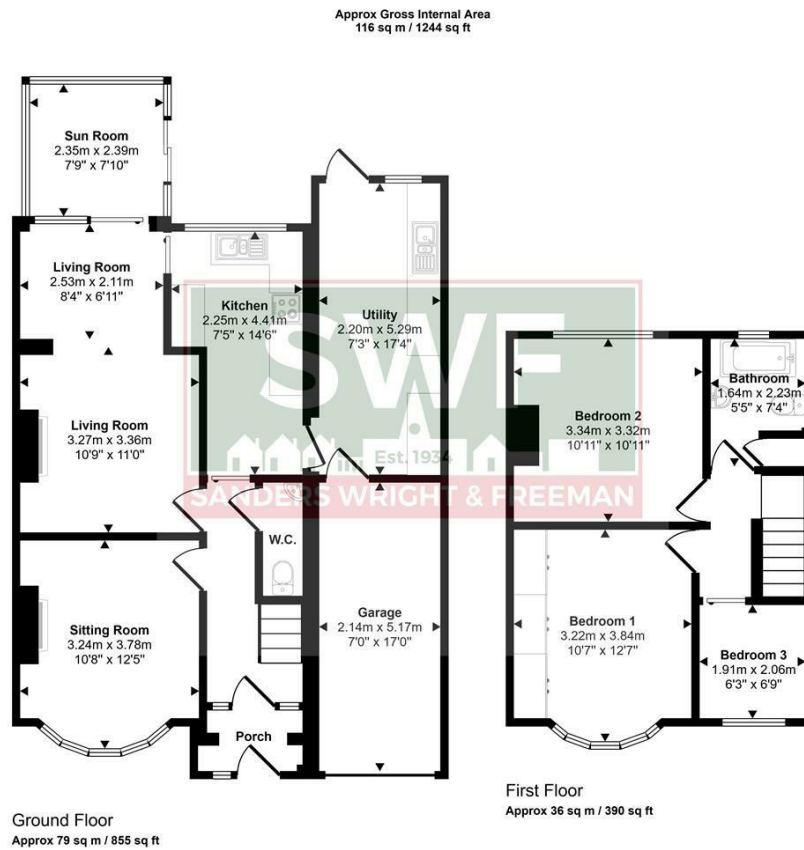 Approx Gross Internal Area
116 sq m / 1244 sq ft
Sun Room
2.35m x 2.39m
7'9" x 7'10"
Living Room
2.53m x 2.11m
8'4" x 6'11"
Kitchen
2.25m x 4.41m
7'5" x 14'6"
Utility
2.20m x 5.29m
7'3" x 17'4"
Living Room
3.27m x 3.36m
10'9" x 11'0"
Bedroom 2
3.34m x 3.32m
10'11" x 10'11"
Bathroom
1.64m x 2.23m
5'5" x 7'4"
SWF
Est. 1934
SANDERS WRIGHT & FREEMAN
W.C.
Sitting Room
3.24m x 3.78m
10'8" x 12'5"
Garage
2.14m x 5.17m
7'0" x 17'0"
Bedroom 1
3.22m x 3.84m
10'7" x 12'7"
Bedroom 3
1.91m x 2.06m
6'3" x 6'9"
Porch
Ground Floor
Approx 79 sq m / 855 sq ft
First Floor
Approx 36 sq m / 390 sq ft